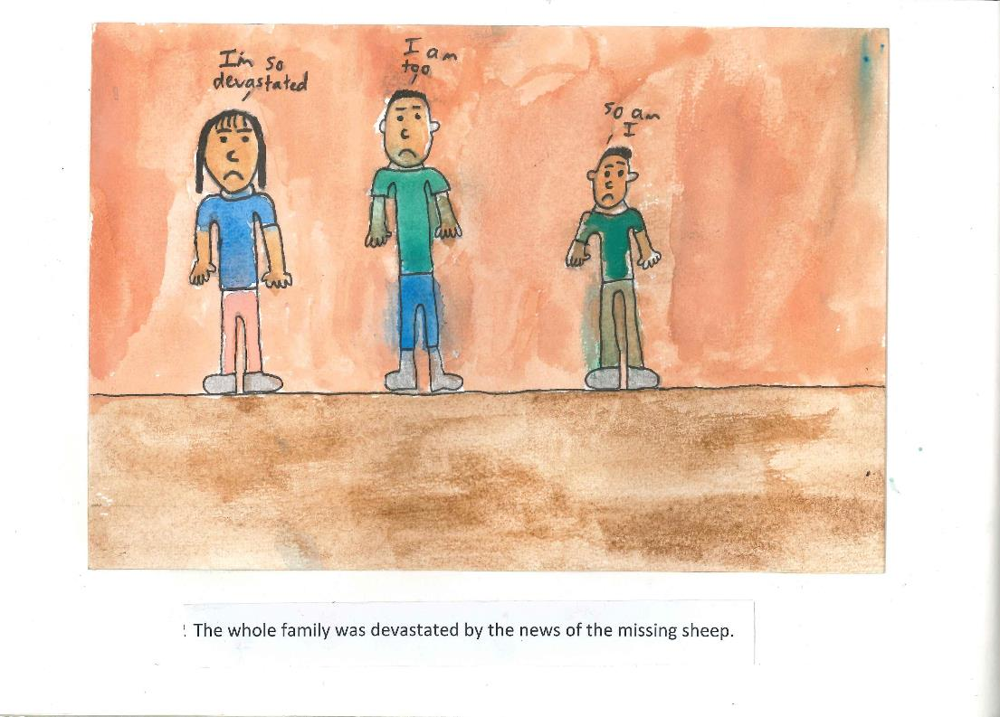 I'm so
devastated
I am
too
so am
I
The whole family was devastated by the news of the missing sheep.